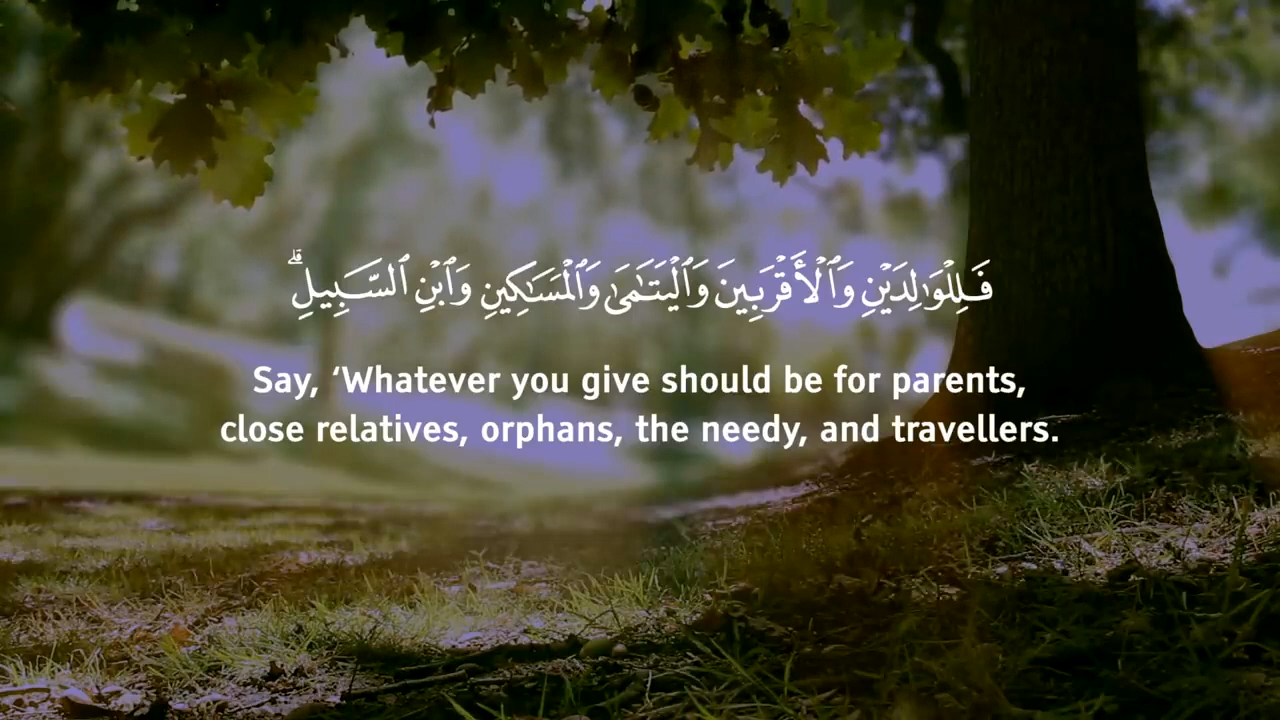 فَلِلْوَٰلِدَيْنِ وَٱلْأَقْرَبِينَ وَٱلْيَتَـٰمَىٰ وَٱلْمَسَـٰكِينِ وَٱبْنِ ٱلسَّبِيلِ ۗ
Say, ‘Whatever you give should be for parents,
close relatives, orphans, the needy, and travellers.